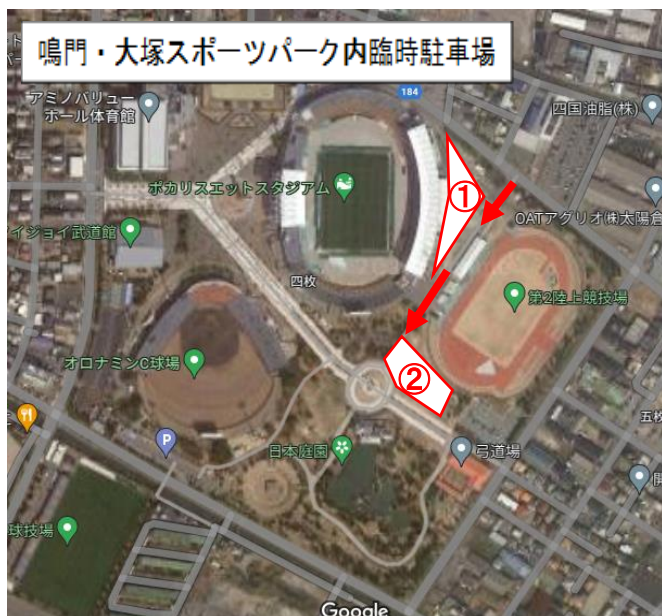 鳴門・大塚スポーツパーク内臨時駐車場
184
アミノバリュー
ホール体育館
四国油脂(株)
ポカリスエットスタジアム
①
OATアグリオ(株)太陽倉
イジョイ武道館
四枚
第2陸上競技場
オロナミンC球場
②
五枚
P
日本庭園
弓道場
開
球技場
Google